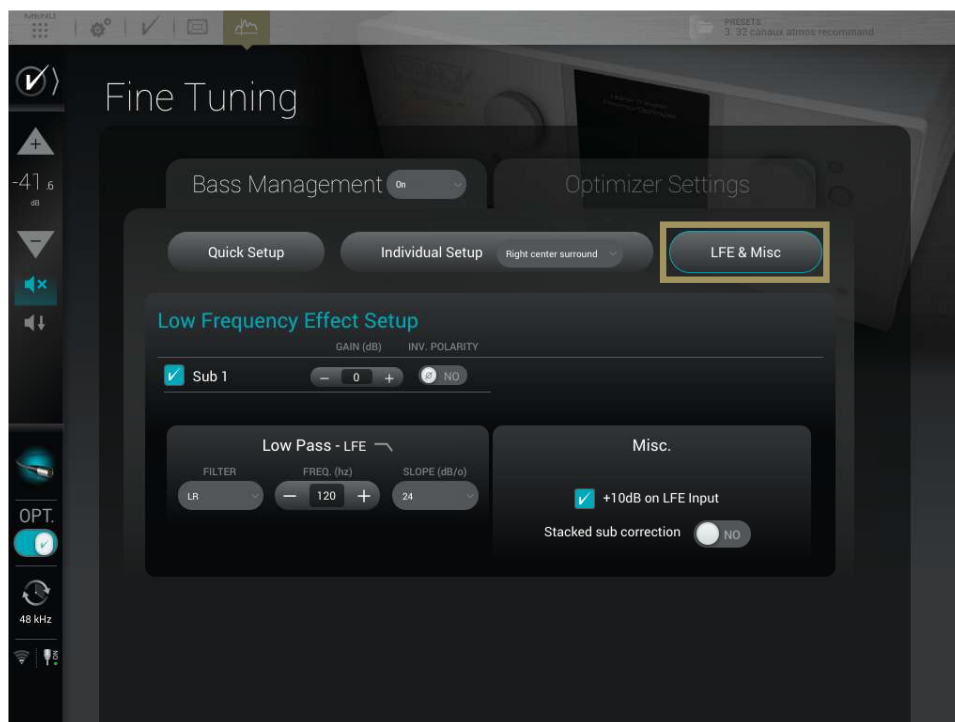 MENU
PRESETS
3. 32 canaux atmos recommand
Fine Tuning
-41.6
dB
Bass Management On
Optimizer Settings
Quick Setup
Individual Setup Right center surround
LFE & Misc
Low Frequency Effect Setup
GAIN (dB) INV. POLARITY
Sub 1 − 0 + NO
Low Pass - LFE
FILTER FREQ. (hz) SLOPE (dB/o)
LR − 120 + 24
Misc.
+10dB on LFE Input
Stacked sub correction NO
OPT.
48 kHz
NO